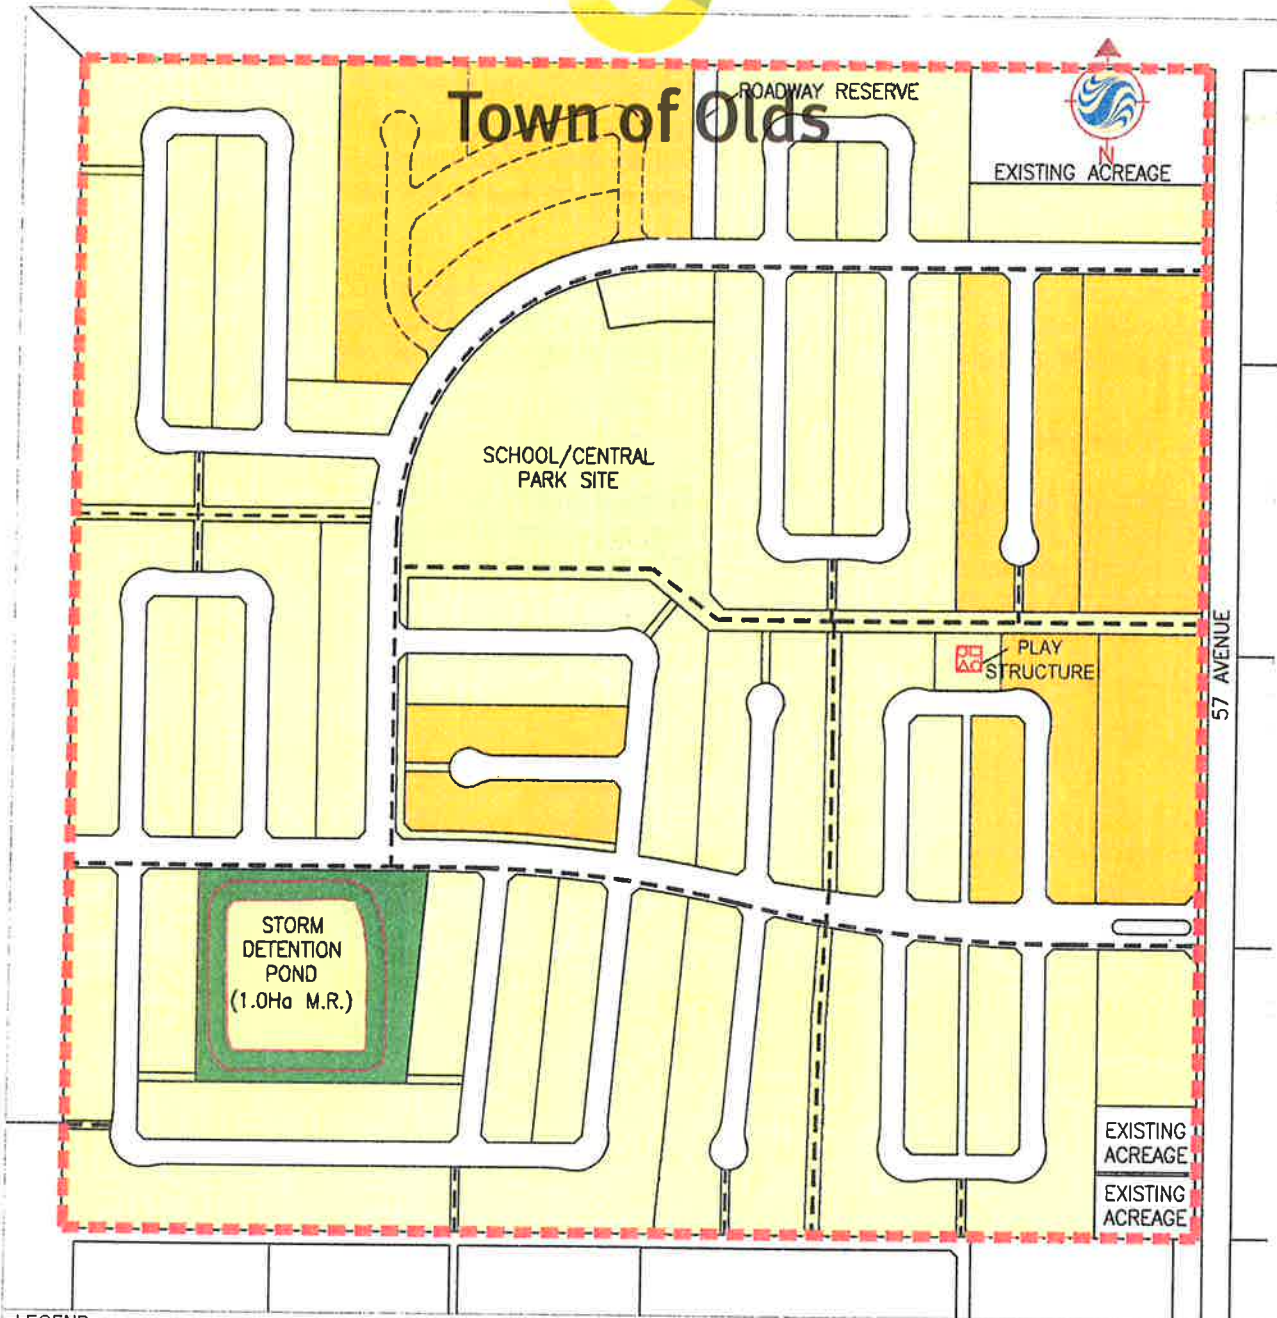 Town of Olds
ROADWAY RESERVE
N
EXISTING ACREAGE
SCHOOL/CENTRAL
PARK SITE
PLAY
STRUCTURE
57 AVENUE
STORM
DETENTION
POND
(1.0Ha M.R.)
EXISTING
ACREAGE
EXISTING
ACREAGE
LEGEND